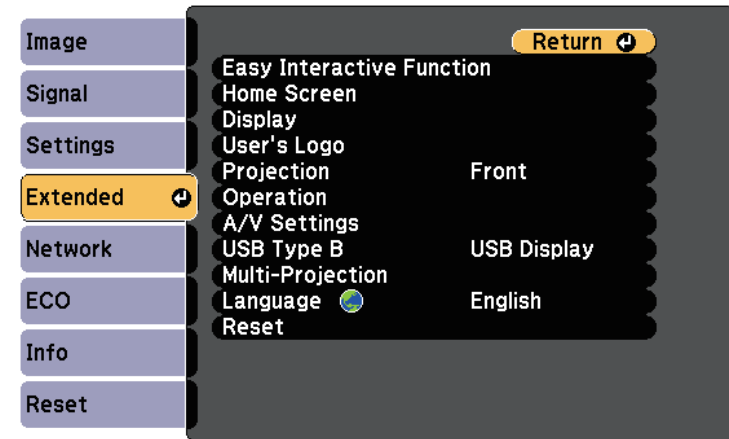 Image
Signal
Settings
Extended
Network
ECO
Info
Reset
Return
Easy Interactive Function
Home Screen
Display
User's Logo
Projection Front
Operation
A/V Settings
USB Type B USB Display
Multi-Projection
Language English
Reset